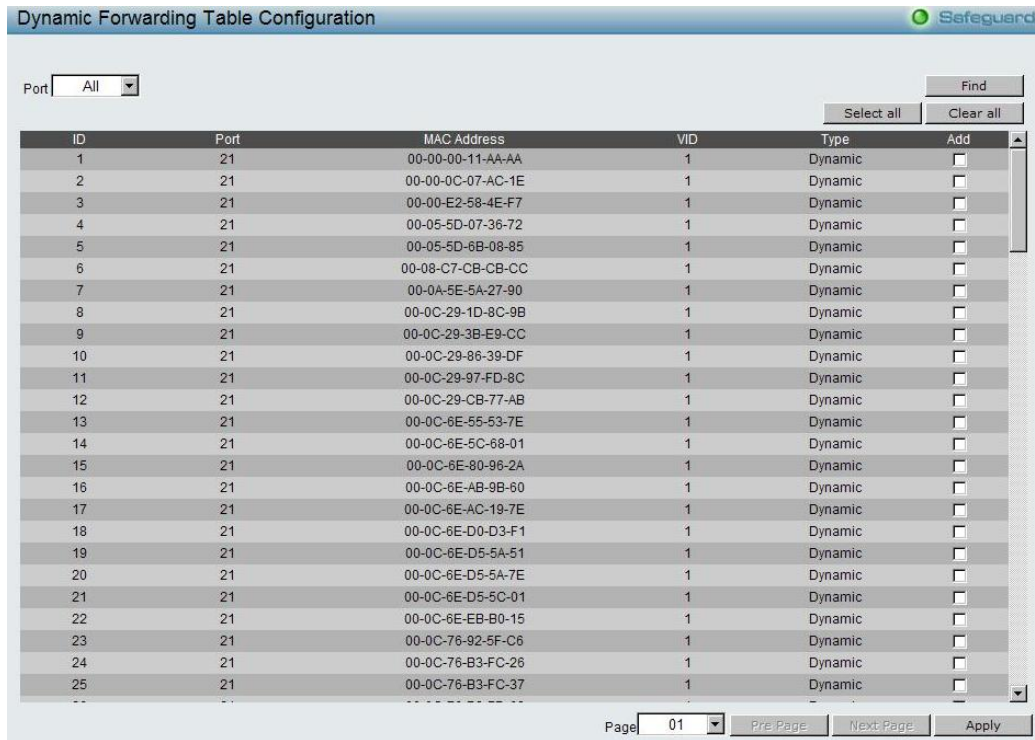 Dynamic Forwarding Table Configuration Safeguard
Port All Find
Select all Clear all
ID Port MAC Address VID Type Add
1 21 00-00-00-11-AA-AA 1 Dynamic
2 21 00-00-0C-07-AC-1E 1 Dynamic
3 21 00-00-E2-58-4E-F7 1 Dynamic
4 21 00-05-5D-07-36-72 1 Dynamic
5 21 00-05-5D-6B-08-85 1 Dynamic
6 21 00-08-C7-CB-CB-CC 1 Dynamic
7 21 00-0A-5E-5A-27-90 1 Dynamic
8 21 00-0C-29-1D-8C-9B 1 Dynamic
9 21 00-0C-29-3B-E9-CC 1 Dynamic
10 21 00-0C-29-86-39-DF 1 Dynamic
11 21 00-0C-29-97-FD-8C 1 Dynamic
12 21 00-0C-29-CB-77-AB 1 Dynamic
13 21 00-0C-6E-55-53-7E 1 Dynamic
14 21 00-0C-6E-5C-68-01 1 Dynamic
15 21 00-0C-6E-80-96-2A 1 Dynamic
16 21 00-0C-6E-AB-9B-60 1 Dynamic
17 21 00-0C-6E-AC-19-7E 1 Dynamic
18 21 00-0C-6E-D0-D3-F1 1 Dynamic
19 21 00-0C-6E-D5-5A-51 1 Dynamic
20 21 00-0C-6E-D5-5A-7E 1 Dynamic
21 21 00-0C-6E-D5-5C-01 1 Dynamic
22 21 00-0C-6E-EB-B0-15 1 Dynamic
23 21 00-0C-76-92-5F-C6 1 Dynamic
24 21 00-0C-76-B3-FC-26 1 Dynamic
25 21 00-0C-76-B3-FC-37 1 Dynamic
Page 01 Pre Page Next Page Apply